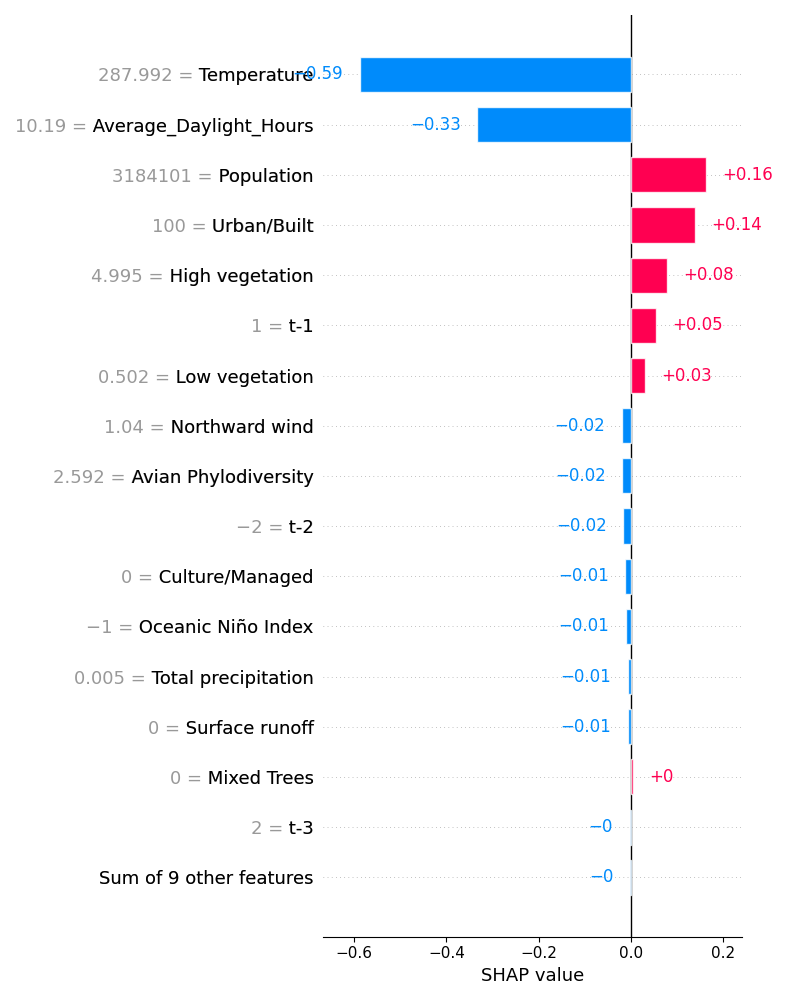 287.992 = Temperature −0.59
10.19 = Average_Daylight_Hours −0.33
3184101 = Population +0.16
100 = Urban/Built +0.14
4.995 = High vegetation +0.08
1 = t-1 +0.05
0.502 = Low vegetation +0.03
1.04 = Northward wind −0.02
2.592 = Avian Phylodiversity −0.02
−2 = t-2 −0.02
0 = Culture/Managed −0.01
−1 = Oceanic Niño Index −0.01
0.005 = Total precipitation −0.01
0 = Surface runoff −0.01
0 = Mixed Trees +0
2 = t-3 −0
Sum of 9 other features −0
−0.6 −0.4 −0.2 0.0 0.2
SHAP value